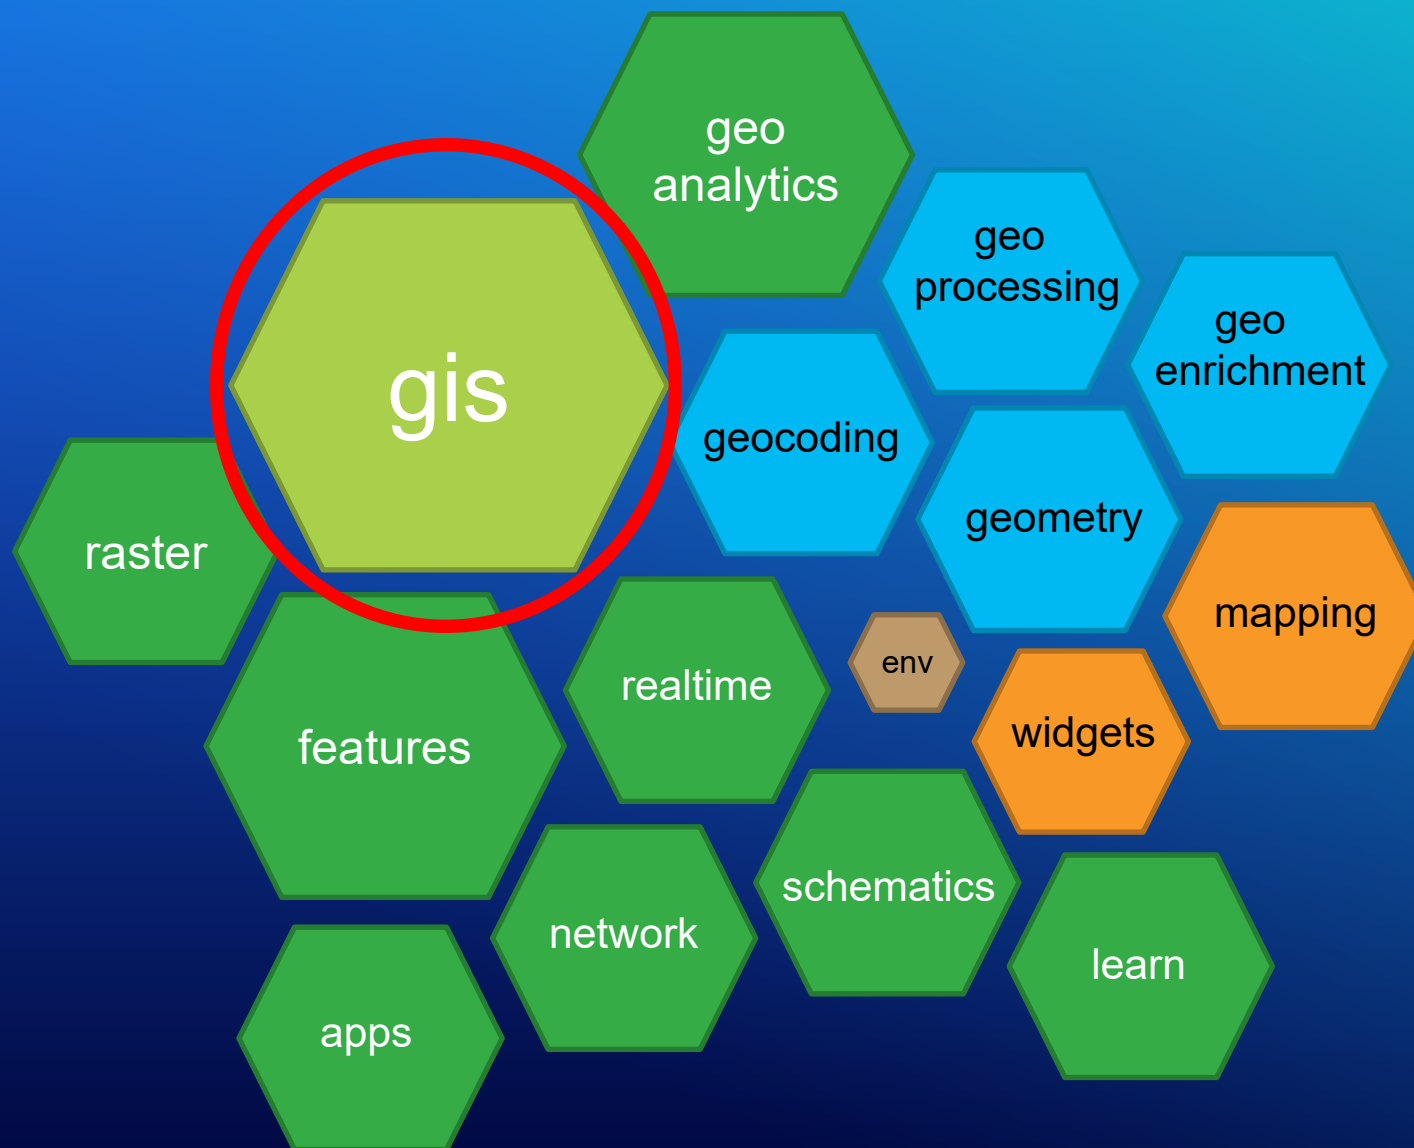 geo
analytics
geo
processing
geo
enrichment
gis
geocoding
geometry
raster
mapping
env
realtime
widgets
features
schematics
network
learn
apps